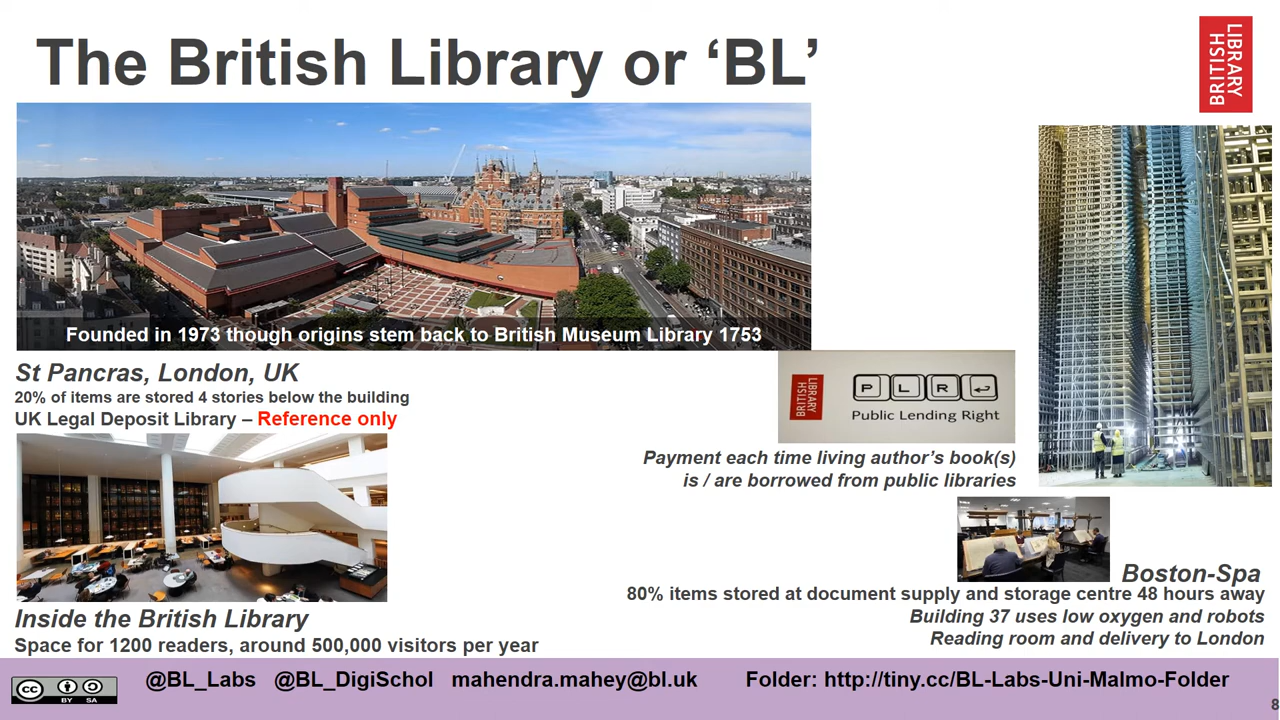 The British Library or ‘BL’
BRITISH
LIBRARY
Founded in 1973 though origins stem back to British Museum Library 1753
St Pancras, London, UK
20% of items are stored 4 stories below the building
UK Legal Deposit Library – Reference only
BRITISH
LIBRARY
P L R
Public Lending Right
Payment each time living author’s book(s)
is / are borrowed from public libraries
Inside the British Library
Space for 1200 readers, around 500,000 visitors per year
Boston-Spa
80% items stored at document supply and storage centre 48 hours away
Building 37 uses low oxygen and robots
Reading room and delivery to London
cc BY SA
@BL_Labs @BL_DigiSchol mahendra.mahey@bl.uk Folder: http://tiny.cc/BL-Labs-Uni-Malmo-Folder
8